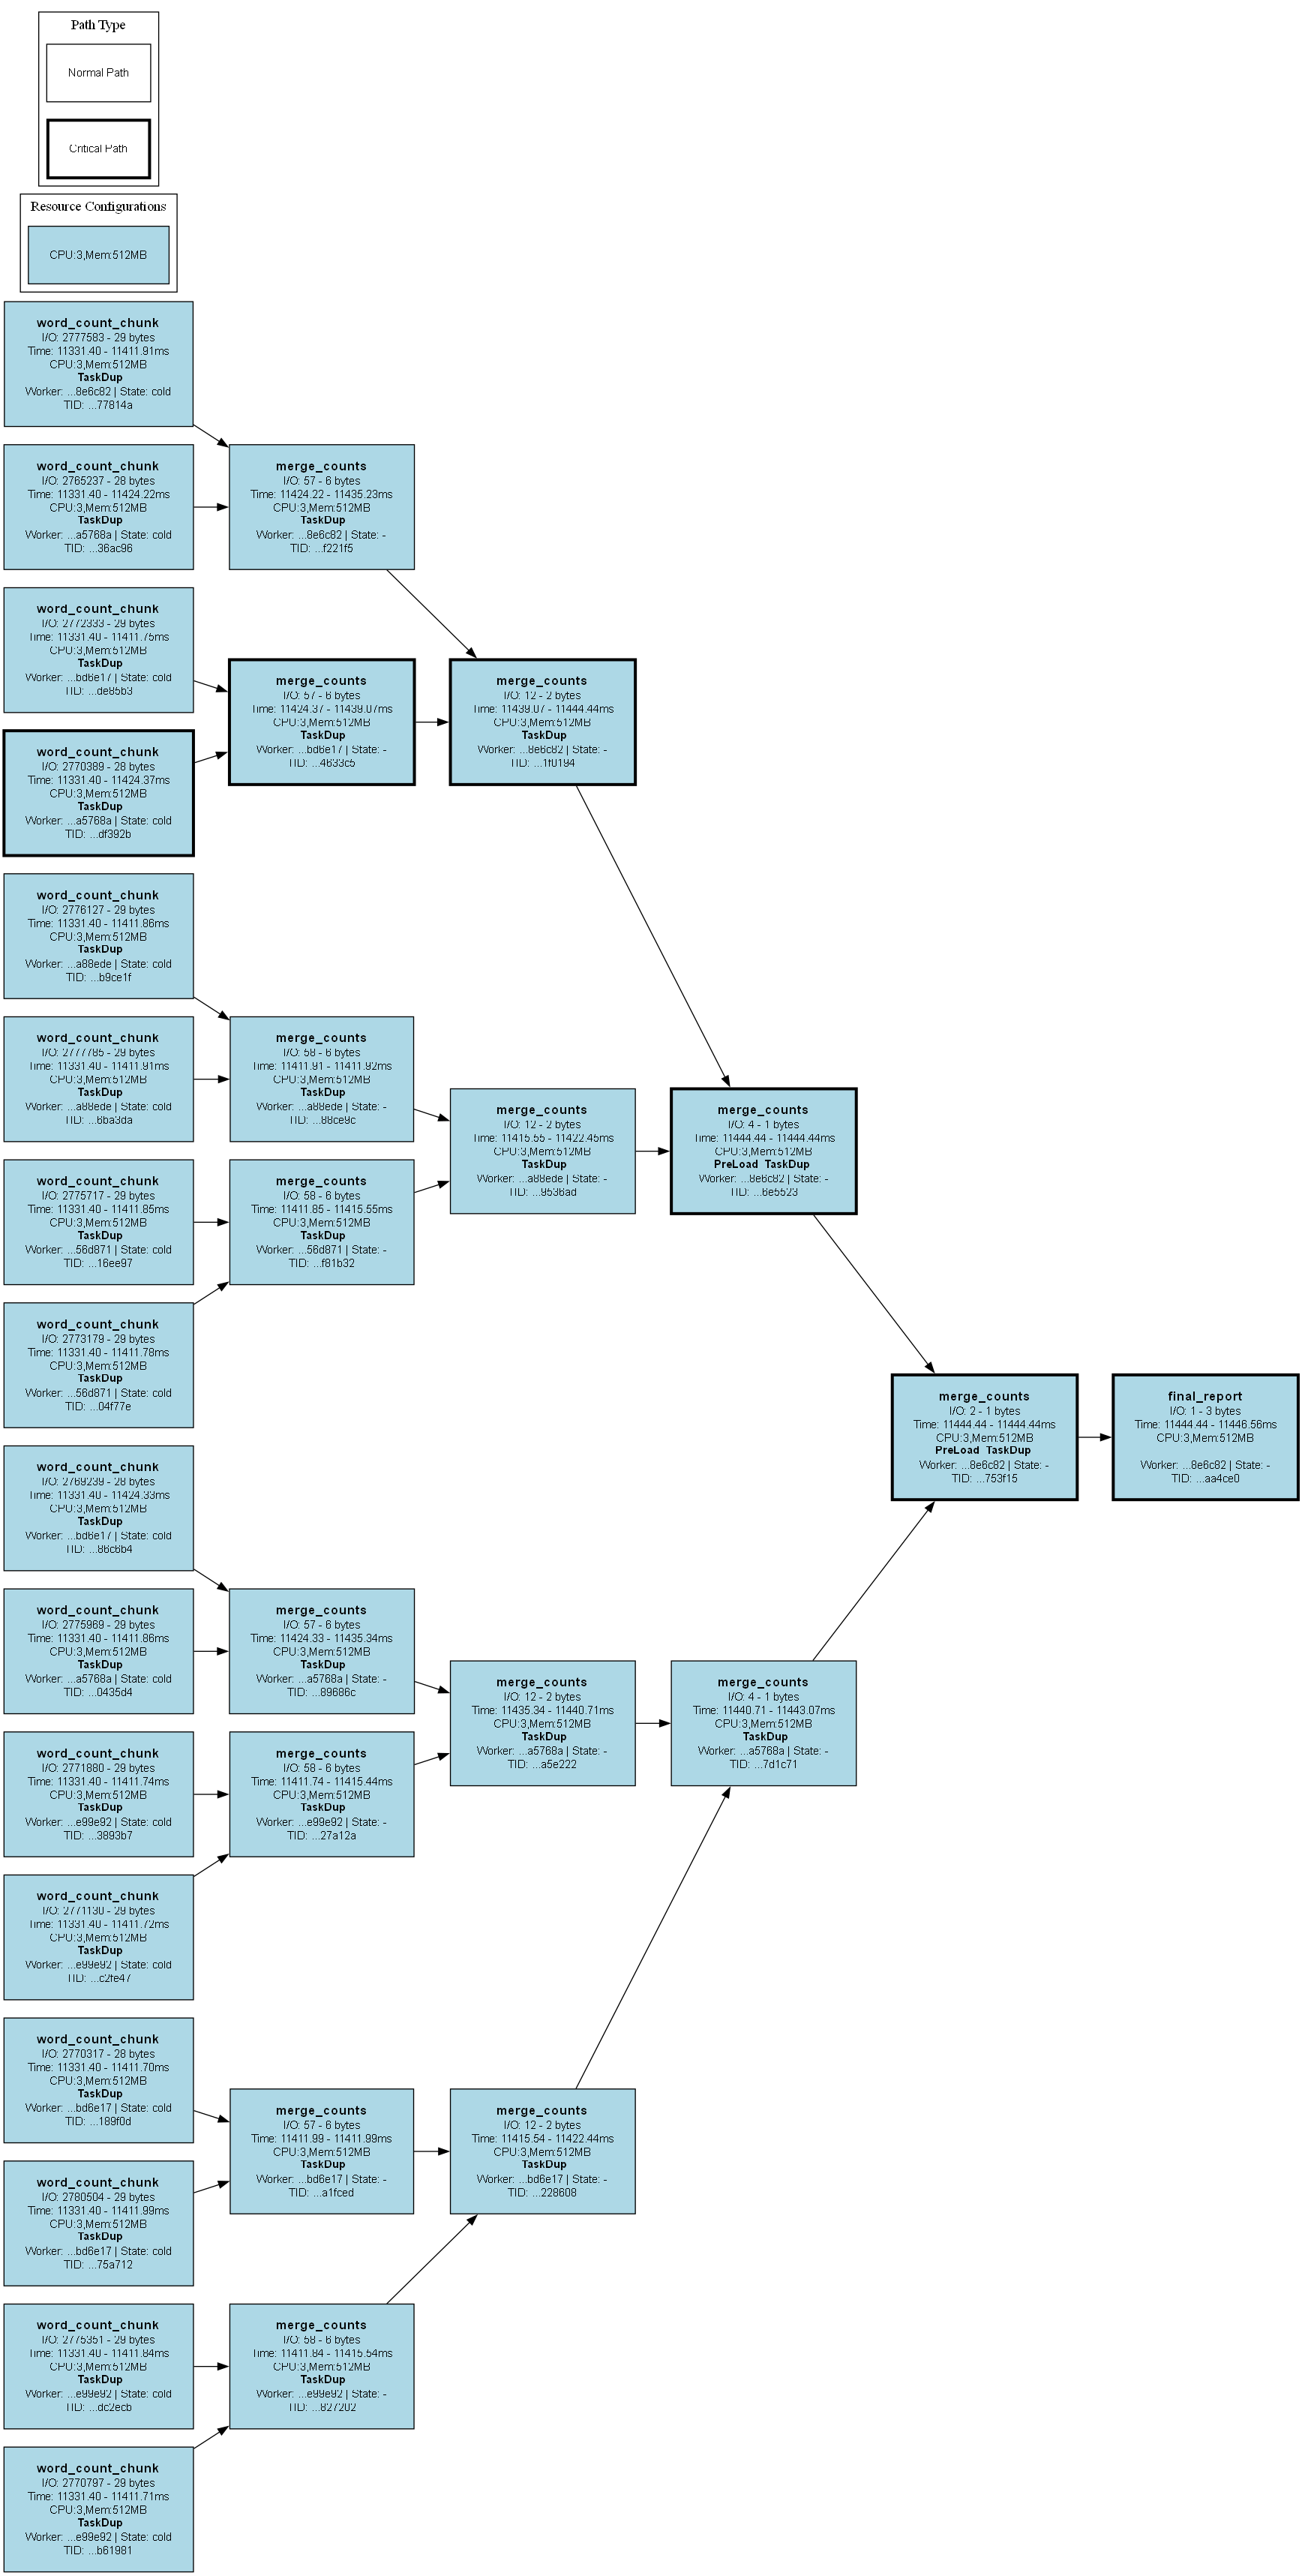 Path Type
Normal Path
Critical Path
Resource Configurations
CPU:3,Mem:512MB
word_count_chunk
I/O: 2777583 - 29 bytes
Time: 11331.40 - 11411.91ms
CPU:3,Mem:512MB
TaskDup
Worker: ...8e6c82 | State: cold
TID: ...77814a
word_count_chunk
I/O: 2765237 - 28 bytes
Time: 11331.40 - 11424.22ms
CPU:3,Mem:512MB
TaskDup
Worker: ...a5768a | State: cold
TID: ...36ac96
merge_counts
I/O: 57 - 6 bytes
Time: 11424.22 - 11435.23ms
CPU:3,Mem:512MB
TaskDup
Worker: ...8e6c82 | State: -
TID: ...f221f5
word_count_chunk
I/O: 2772333 - 29 bytes
Time: 11331.40 - 11411.75ms
CPU:3,Mem:512MB
TaskDup
Worker: ...bd6e17 | State: cold
TID: ...de85b3
merge_counts
I/O: 57 - 6 bytes
Time: 11424.37 - 11439.07ms
CPU:3,Mem:512MB
TaskDup
Worker: ...bd6e17 | State: -
TID: ...4633c5
merge_counts
I/O: 12 - 2 bytes
Time: 11439.07 - 11444.44ms
CPU:3,Mem:512MB
TaskDup
Worker: ...8e6c82 | State: -
TID: ...1f0194
word_count_chunk
I/O: 2770389 - 28 bytes
Time: 11331.40 - 11424.37ms
CPU:3,Mem:512MB
TaskDup
Worker: ...a5768a | State: cold
TID: ...df392b
word_count_chunk
I/O: 2776127 - 29 bytes
Time: 11331.40 - 11411.86ms
CPU:3,Mem:512MB
TaskDup
Worker: ...a88ede | State: cold
TID: ...b9ce1f
word_count_chunk
I/O: 2777785 - 29 bytes
Time: 11331.40 - 11411.91ms
CPU:3,Mem:512MB
TaskDup
Worker: ...a88ede | State: cold
TID: ...6ba3da
merge_counts
I/O: 58 - 6 bytes
Time: 11411.91 - 11411.92ms
CPU:3,Mem:512MB
TaskDup
Worker: ...a88ede | State: -
TID: ...88ce9c
merge_counts
I/O: 12 - 2 bytes
Time: 11415.55 - 11422.45ms
CPU:3,Mem:512MB
TaskDup
Worker: ...a88ede | State: -
TID: ...9536ad
merge_counts
I/O: 4 - 1 bytes
Time: 11444.44 - 11444.44ms
CPU:3,Mem:512MB
PreLoad TaskDup
Worker: ...8e6c82 | State: -
TID: ...6e5523
word_count_chunk
I/O: 2775717 - 29 bytes
Time: 11331.40 - 11411.85ms
CPU:3,Mem:512MB
TaskDup
Worker: ...56d871 | State: cold
TID: ...16ee97
merge_counts
I/O: 58 - 6 bytes
Time: 11411.85 - 11415.55ms
CPU:3,Mem:512MB
TaskDup
Worker: ...56d871 | State: -
TID: ...f81b32
word_count_chunk
I/O: 2773179 - 29 bytes
Time: 11331.40 - 11411.78ms
CPU:3,Mem:512MB
TaskDup
Worker: ...56d871 | State: cold
TID: ...04f77e
merge_counts
I/O: 2 - 1 bytes
Time: 11444.44 - 11444.44ms
CPU:3,Mem:512MB
PreLoad TaskDup
Worker: ...8e6c82 | State: -
TID: ...753f15
final_report
I/O: 1 - 3 bytes
Time: 11444.44 - 11446.56ms
CPU:3,Mem:512MB
Worker: ...8e6c82 | State: -
TID: ...aa4ce0
word_count_chunk
I/O: 2769239 - 28 bytes
Time: 11331.40 - 11424.33ms
CPU:3,Mem:512MB
TaskDup
Worker: ...bd6e17 | State: cold
TID: ...86c6b4
word_count_chunk
I/O: 2775969 - 29 bytes
Time: 11331.40 - 11411.86ms
CPU:3,Mem:512MB
TaskDup
Worker: ...a5768a | State: cold
TID: ...0435d4
merge_counts
I/O: 57 - 6 bytes
Time: 11424.33 - 11435.34ms
CPU:3,Mem:512MB
TaskDup
Worker: ...a5768a | State: -
TID: ...89686c
merge_counts
I/O: 12 - 2 bytes
Time: 11435.34 - 11440.71ms
CPU:3,Mem:512MB
TaskDup
Worker: ...a5768a | State: -
TID: ...a5e222
merge_counts
I/O: 4 - 1 bytes
Time: 11440.71 - 11443.07ms
CPU:3,Mem:512MB
TaskDup
Worker: ...a5768a | State: -
TID: ...7d1c71
word_count_chunk
I/O: 2771880 - 29 bytes
Time: 11331.40 - 11411.74ms
CPU:3,Mem:512MB
TaskDup
Worker: ...e99e92 | State: cold
TID: ...3893b7
merge_counts
I/O: 58 - 6 bytes
Time: 11411.74 - 11415.44ms
CPU:3,Mem:512MB
TaskDup
Worker: ...e99e92 | State: -
TID: ...27a12a
word_count_chunk
I/O: 2771130 - 29 bytes
Time: 11331.40 - 11411.72ms
CPU:3,Mem:512MB
TaskDup
Worker: ...e99e92 | State: cold
TID: ...c2fe47
word_count_chunk
I/O: 2770317 - 28 bytes
Time: 11331.40 - 11411.70ms
CPU:3,Mem:512MB
TaskDup
Worker: ...bd6e17 | State: cold
TID: ...189f0d
merge_counts
I/O: 57 - 6 bytes
Time: 11411.99 - 11411.99ms
CPU:3,Mem:512MB
TaskDup
Worker: ...bd6e17 | State: -
TID: ...a1fced
merge_counts
I/O: 12 - 2 bytes
Time: 11415.54 - 11422.44ms
CPU:3,Mem:512MB
TaskDup
Worker: ...bd6e17 | State: -
TID: ...228608
word_count_chunk
I/O: 2780504 - 29 bytes
Time: 11331.40 - 11411.99ms
CPU:3,Mem:512MB
TaskDup
Worker: ...bd6e17 | State: cold
TID: ...75a712
word_count_chunk
I/O: 2775351 - 29 bytes
Time: 11331.40 - 11411.84ms
CPU:3,Mem:512MB
TaskDup
Worker: ...e99e92 | State: cold
TID: ...dc2ecb
merge_counts
I/O: 58 - 6 bytes
Time: 11411.84 - 11415.54ms
CPU:3,Mem:512MB
TaskDup
Worker: ...e99e92 | State: -
TID: ...827202
word_count_chunk
I/O: 2770797 - 29 bytes
Time: 11331.40 - 11411.71ms
CPU:3,Mem:512MB
TaskDup
Worker: ...e99e92 | State: cold
TID: ...b61981